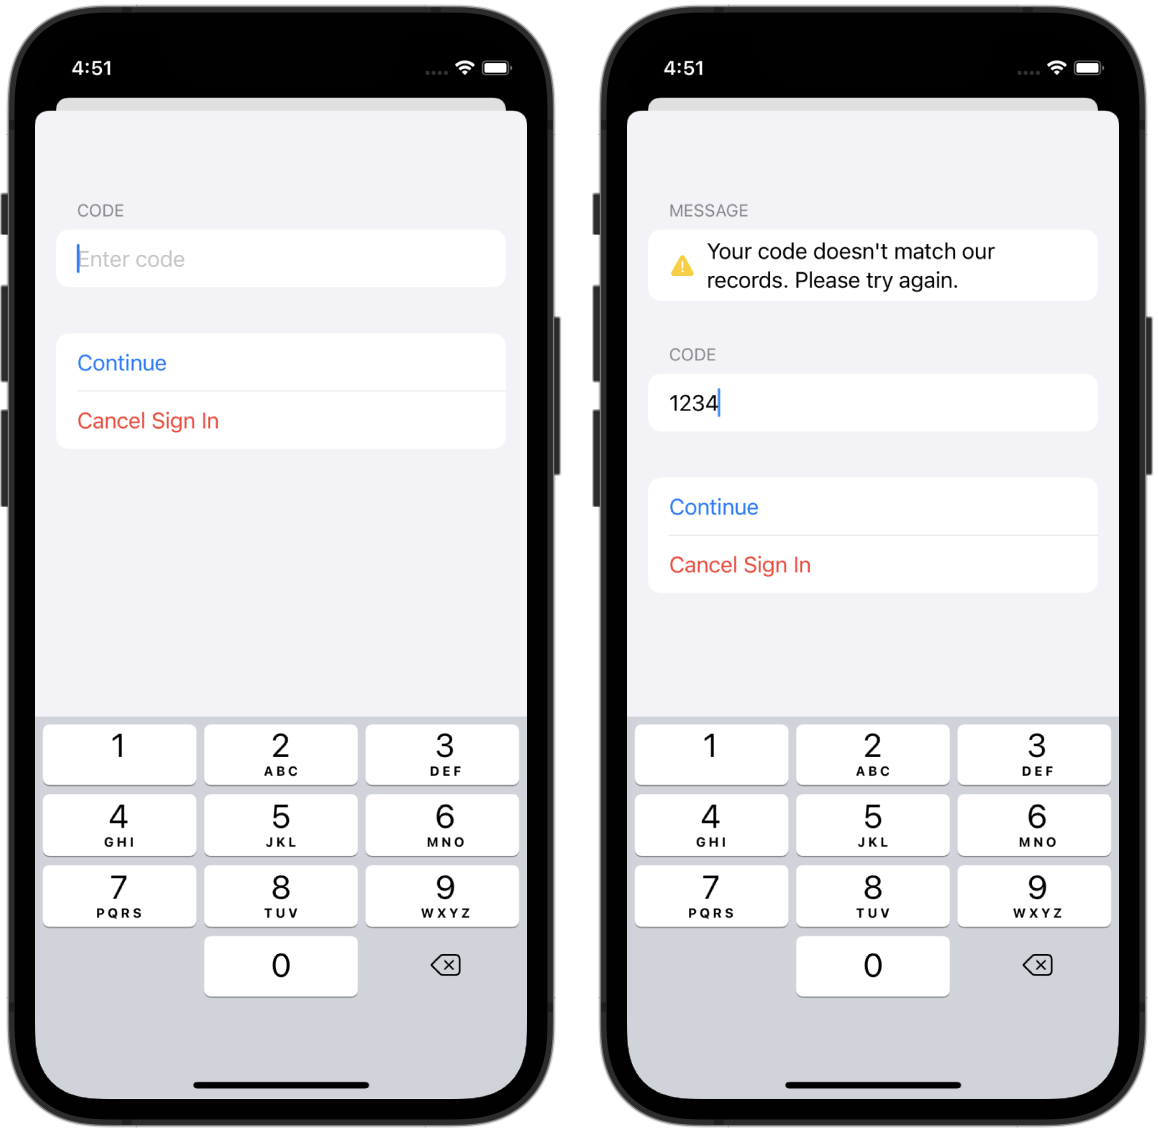 4:51
CODE
Enter code
Continue
Cancel Sign In
1
2
3
ABC
DEF
4
5
6
GHI
JKL
MNO
7
8
9
PQRS
TUV
WXYZ
0
4:51
MESSAGE
Your code doesn't match our
records. Please try again.
CODE
1234
Continue
Cancel Sign In
1
2
3
ABC
DEF
4
5
6
GHI
JKL
MNO
7
8
9
PQRS
TUV
WXYZ
0